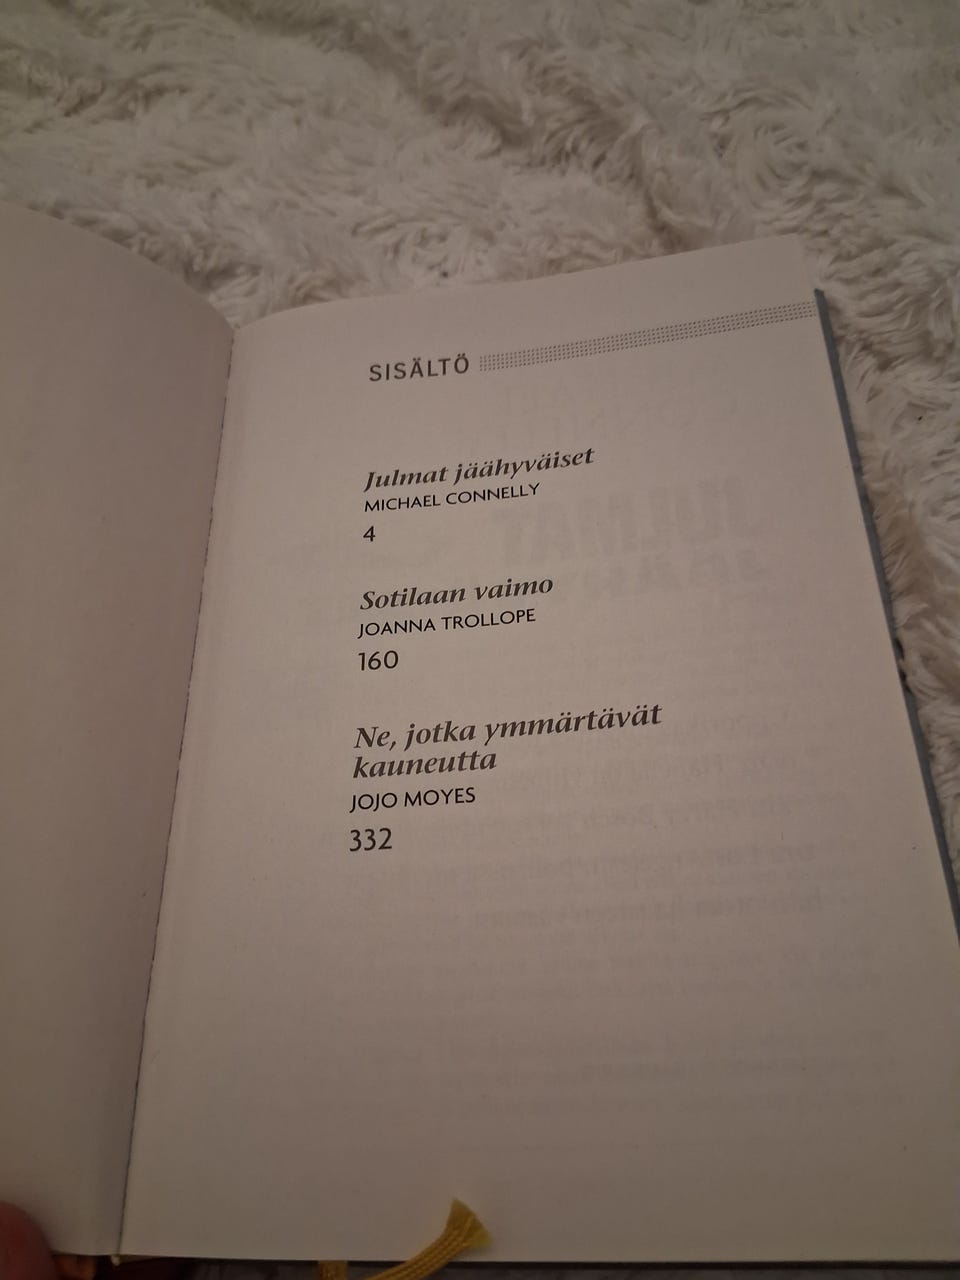 SISÄLTÖ
Julmat jäähyväiset
MICHAEL CONNELLY
4
Sotilaan vaimo
JOANNA TROLLOPE
160
Ne, jotka ymmärtävät
kauneutta
JOJO MOYES
332